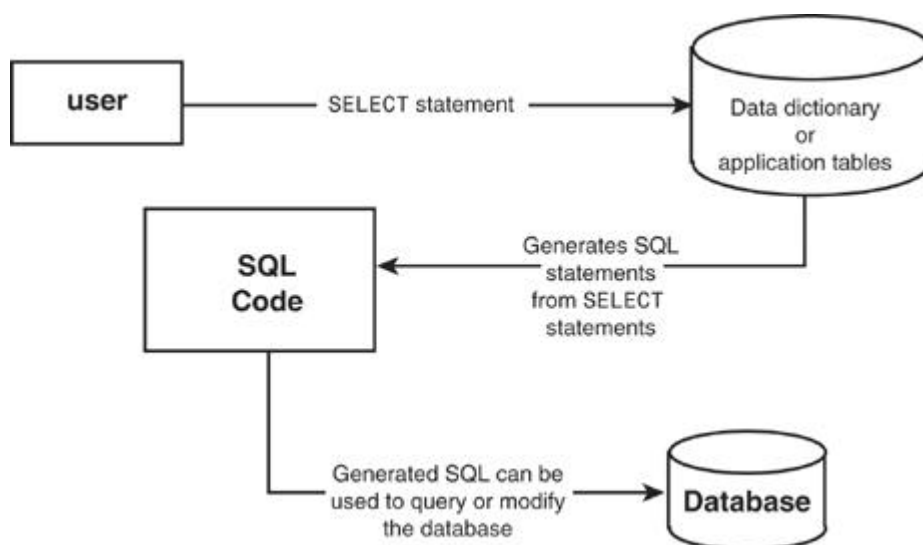 user
SELECT statement
Data dictionary
or
application tables
Generates SQL
statements
from SELECT
statements
SQL
Code
Generated SQL can be
used to query or modify
the database
Database